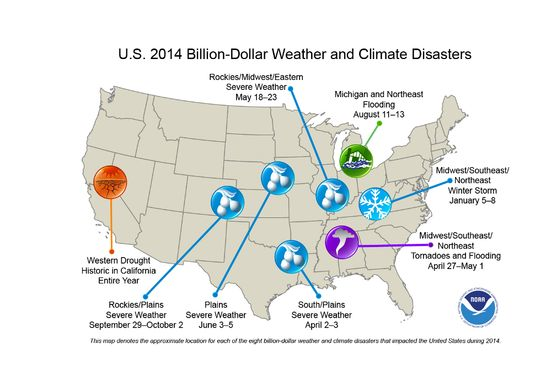 U.S. 2014 Billion-Dollar Weather and Climate Disasters
Rockies/Midwest/Eastern
Severe Weather
May 18–23
Michigan and Northeast
Flooding
August 11–13
Midwest/Southeast/
Northeast
Winter Storm
January 5–8
Midwest/Southeast/
Northeast
Tornadoes and Flooding
April 27–May 1
Western Drought
Historic in California
Entire Year
Rockies/Plains
Severe Weather
September 29–October 2
Plains
Severe Weather
June 3–5
South/Plains
Severe Weather
April 2–3
NOAA
This map denotes the approximate location for each of the eight billion-dollar weather and climate disasters that impacted the United States during 2014.